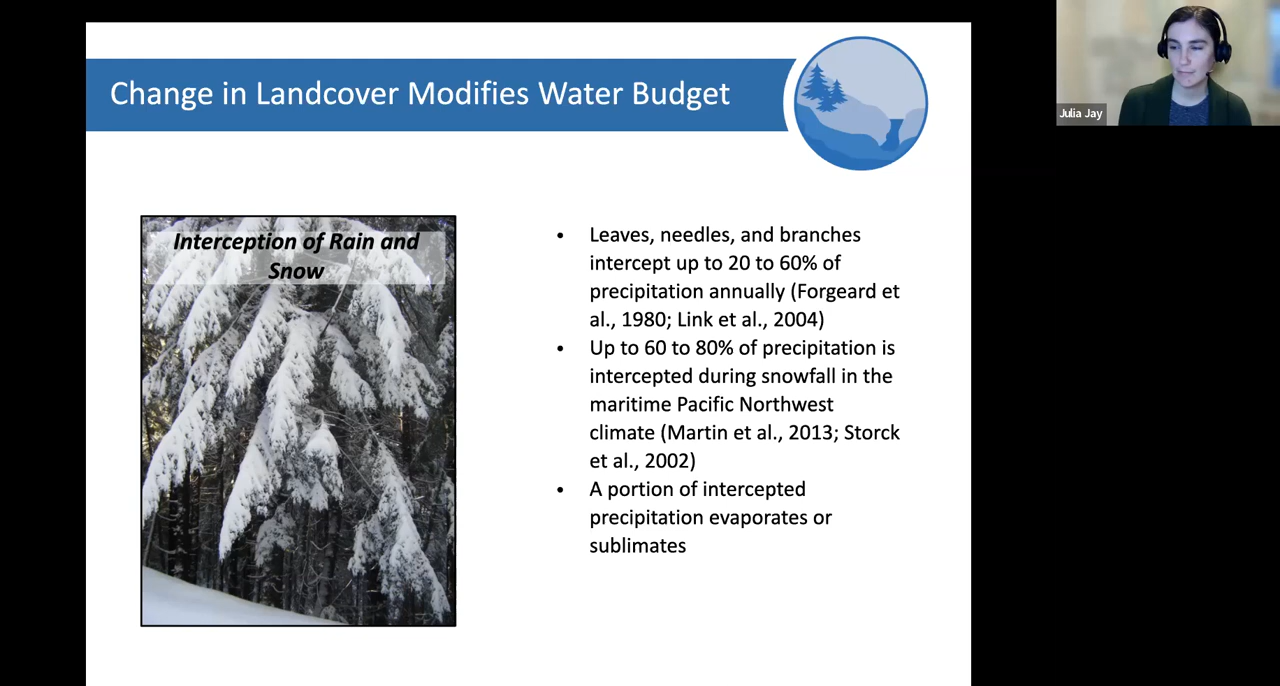 Change in Landcover Modifies Water Budget
Julia Jay
Interception of Rain and
Snow
• Leaves, needles, and branches
intercept up to 20 to 60% of
precipitation annually (Forgeard et
al., 1980; Link et al., 2004)
• Up to 60 to 80% of precipitation is
intercepted during snowfall in the
maritime Pacific Northwest
climate (Martin et al., 2013; Storck
et al., 2002)
• A portion of intercepted
precipitation evaporates or
sublimates